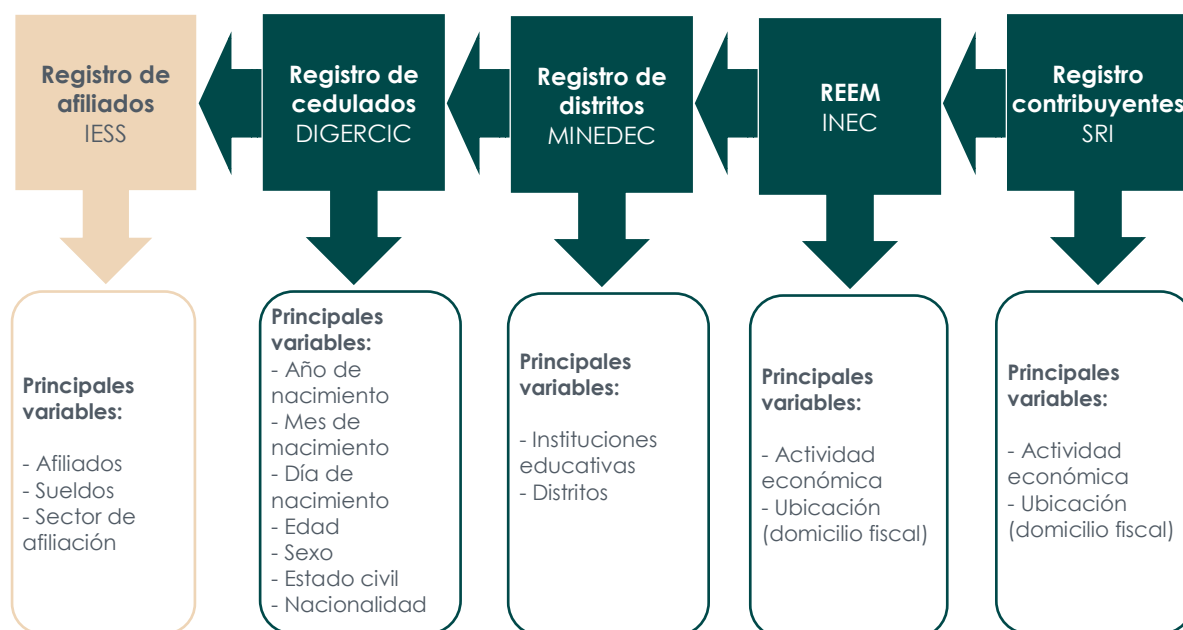 Registro de
afiliados
IESS
Registro de
cedulados
DIGERCIC
Registro de
distritos
MINEDEC
REEM
INEC
Registro
contribuyentes
SRI
Principales
variables:
- Afiliados
- Sueldos
- Sector de
afiliación
Principales
variables:
- Año de
nacimiento
- Mes de
nacimiento
- Día de
nacimiento
- Edad
- Sexo
- Estado civil
- Nacionalidad
Principales
variables:
- Instituciones
educativas
- Distritos
Principales
variables:
- Actividad
económica
- Ubicación
(domicilio fiscal)
Principales
variables:
- Actividad
económica
- Ubicación
(domicilio fiscal)